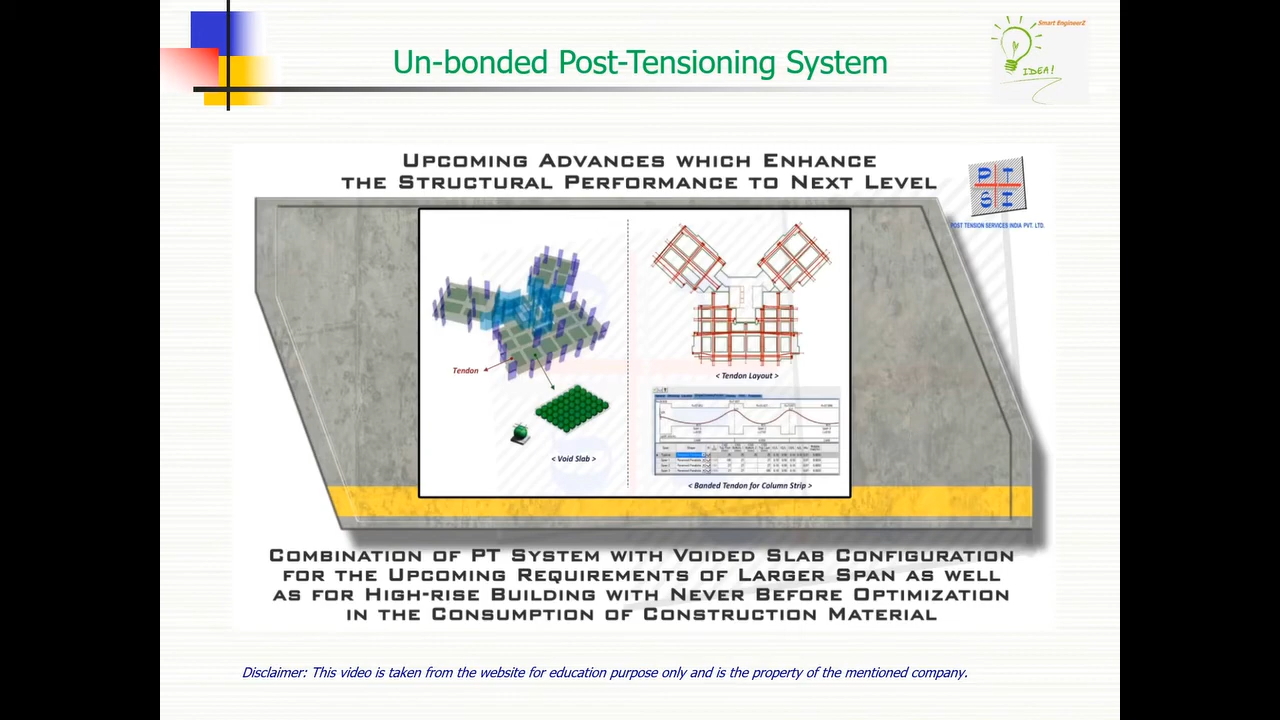 Un-bonded Post-Tensioning System
Smart EngineerZ
IDEA!
UPCOMING ADVANCES WHICH ENHANCE
THE STRUCTURAL PERFORMANCE TO NEXT LEVEL
P T
S I
POST TENSION SERVICES INDIA PVT. LTD.
Tendon
< Void Slab >
< Tendon Layout >
< Banded Tendon for Column Strip >
COMBINATION OF PT SYSTEM WITH VOIDED SLAB CONFIGURATION
FOR THE UPCOMING REQUIREMENTS OF LARGER SPAN AS WELL
AS FOR HIGH-RISE BUILDING WITH NEVER BEFORE OPTIMIZATION
IN THE CONSUMPTION OF CONSTRUCTION MATERIAL
Disclaimer: This video is taken from the website for education purpose only and is the property of the mentioned company.